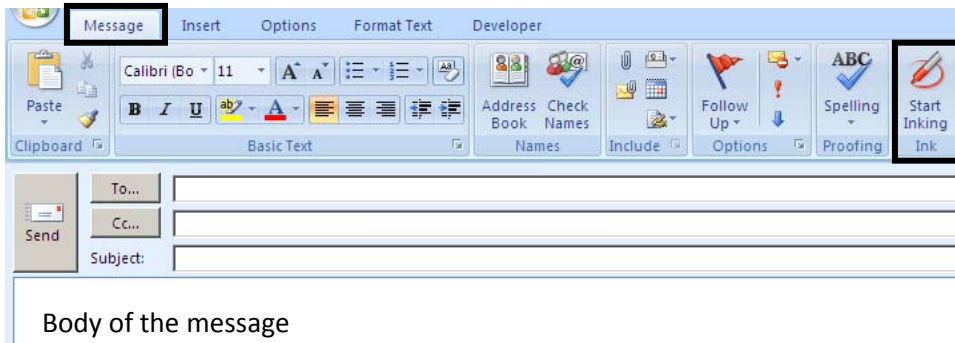 Message Insert Options Format Text Developer
Calibri (Bo 11 A A
Paste
B I U ab A
Address Book
Check Names
Follow Up
ABC
Spelling
Start Inking
Clipboard Basic Text Names Include Options Proofing Ink
To...
Send
Cc...
Subject:
Body of the message